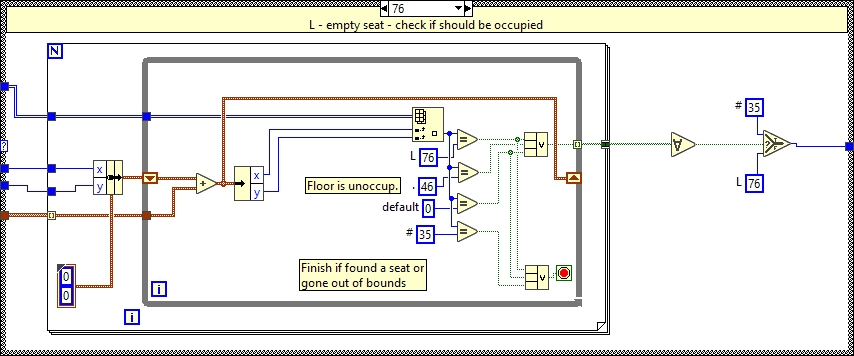 76
L - empty seat - check if should be occupied
N
#
35
x
y
L
76
=
v
∀
?
T
F
x
y
+
x
y
Floor is unoccup.
.
46
=
L
76
default
0
=
#
35
=
0
0
Finish if found a seat or
gone out of bounds
v
i
i